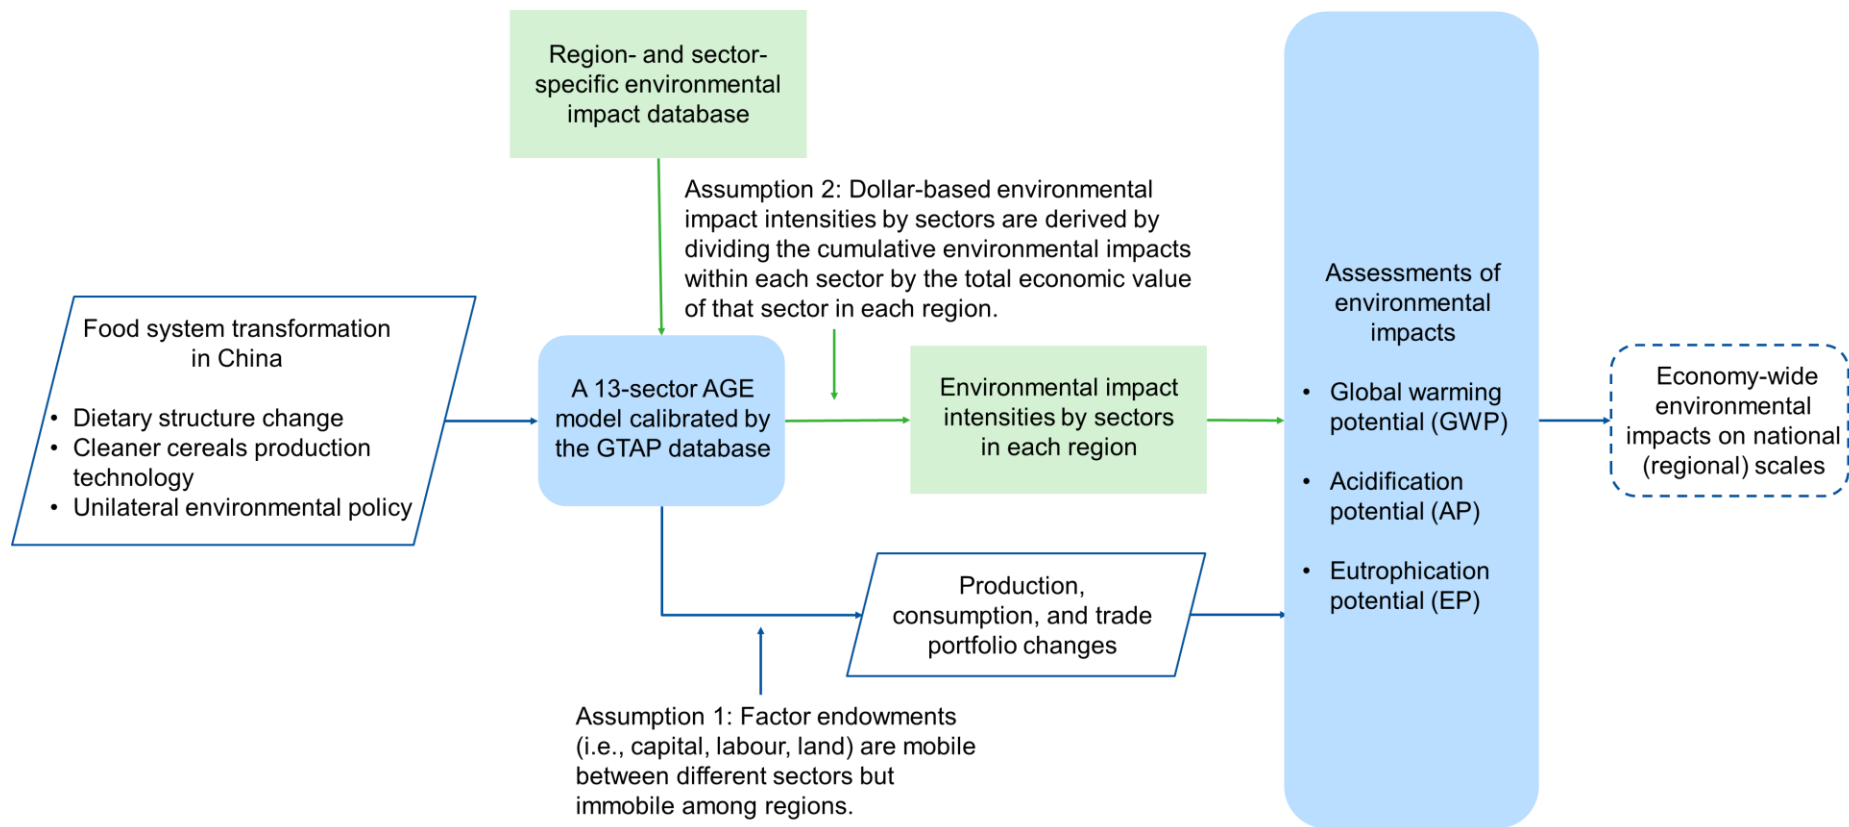 Region- and sector-
specific environmental
impact database
Assumption 2: Dollar-based environmental
impact intensities by sectors are derived by
dividing the cumulative environmental impacts
within each sector by the total economic value
of that sector in each region.
Food system transformation
in China
• Dietary structure change
• Cleaner cereals production
technology
• Unilateral environmental policy
A 13-sector AGE
model calibrated by
the GTAP database
Environmental impact
intensities by sectors
in each region
Production,
consumption, and trade
portfolio changes
Assumption 1: Factor endowments
(i.e., capital, labour, land) are mobile
between different sectors but
immobile among regions.
Assessments of
environmental
impacts
• Global warming
potential (GWP)
• Acidification
potential (AP)
• Eutrophication
potential (EP)
Economy-wide
environmental
impacts on national
(regional) scales